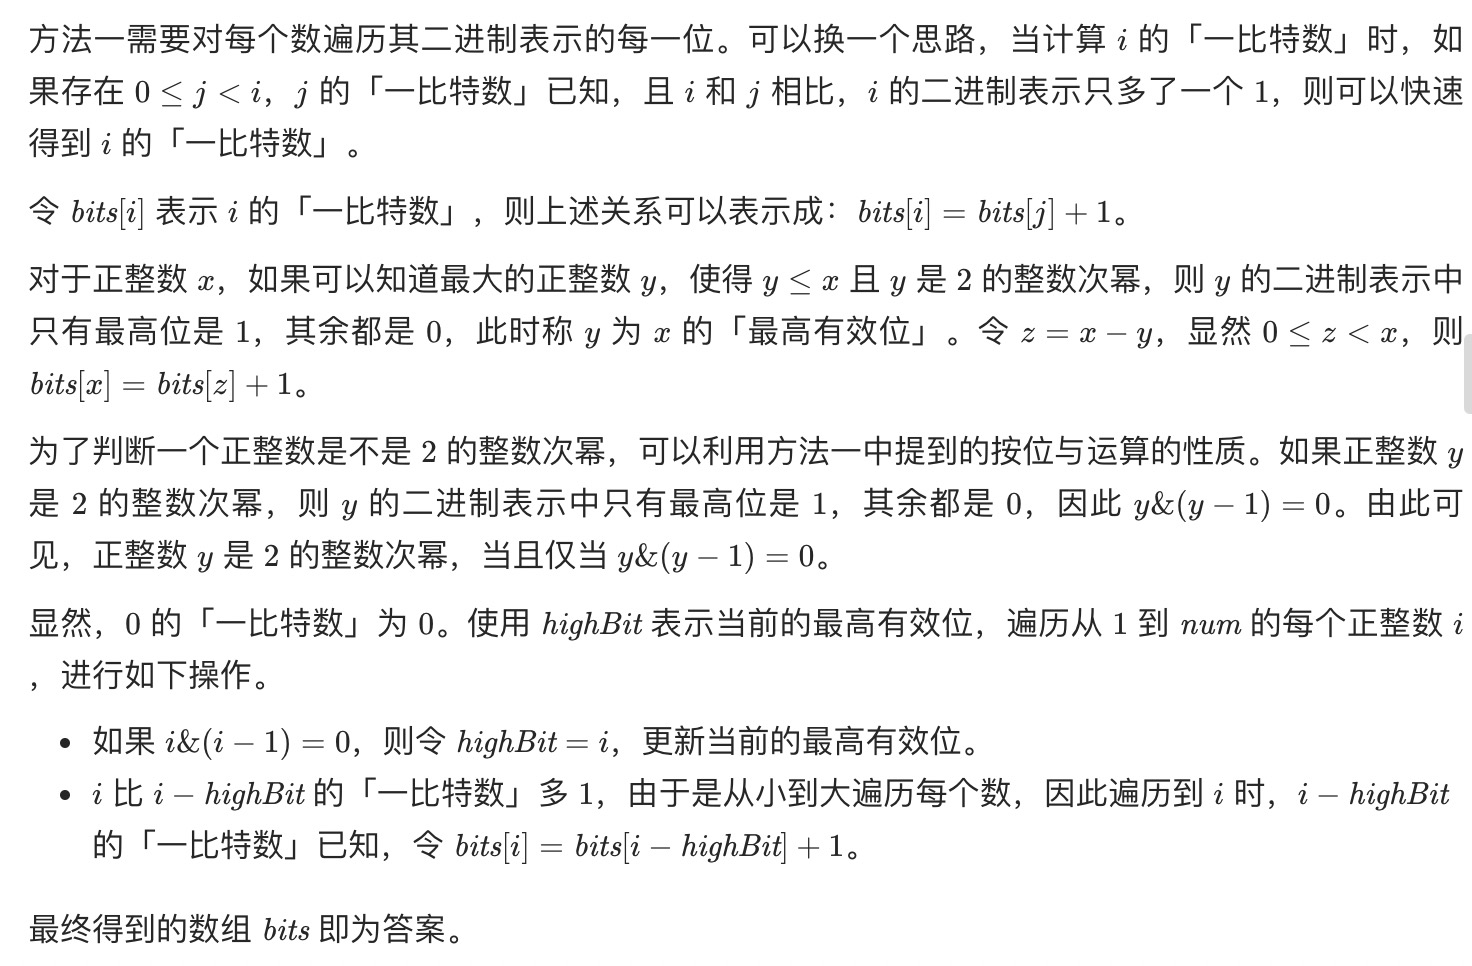 方法一需要对每个数遍历其二进制表示的每一位。可以换一个思路，当计算 i 的「一比特数」时，如
果存在 0 ≤ j < i，j 的「一比特数」已知，且 i 和 j 相比，i 的二进制表示只多了一个 1，则可以快速
得到 i 的「一比特数」。
令 bits[i] 表示 i 的「一比特数」，则上述关系可以表示成：bits[i] = bits[j] + 1。
对于正整数 x，如果可以知道最大的正整数 y，使得 y ≤ x 且 y 是 2 的整数次幂，则 y 的二进制表示中
只有最高位是 1，其余都是 0，此时称 y 为 x 的「最高有效位」。令 z = x − y，显然 0 ≤ z < x，则
bits[x] = bits[z] + 1。
为了判断一个正整数是不是 2 的整数次幂，可以利用方法一中提到的按位与运算的性质。如果正整数 y
是 2 的整数次幂，则 y 的二进制表示中只有最高位是 1，其余都是 0，因此 y&(y − 1) = 0。由此可
见，正整数 y 是 2 的整数次幂，当且仅当 y&(y − 1) = 0。
显然，0 的「一比特数」为 0。使用 highBit 表示当前的最高有效位，遍历从 1 到 num 的每个正整数 i
，进行如下操作。
• 如果 i&(i − 1) = 0，则令 highBit = i，更新当前的最高有效位。
• i 比 i − highBit 的「一比特数」多 1，由于是从小到大遍历每个数，因此遍历到 i 时，i − highBit
的「一比特数」已知，令 bits[i] = bits[i − highBit] + 1。
最终得到的数组 bits 即为答案。